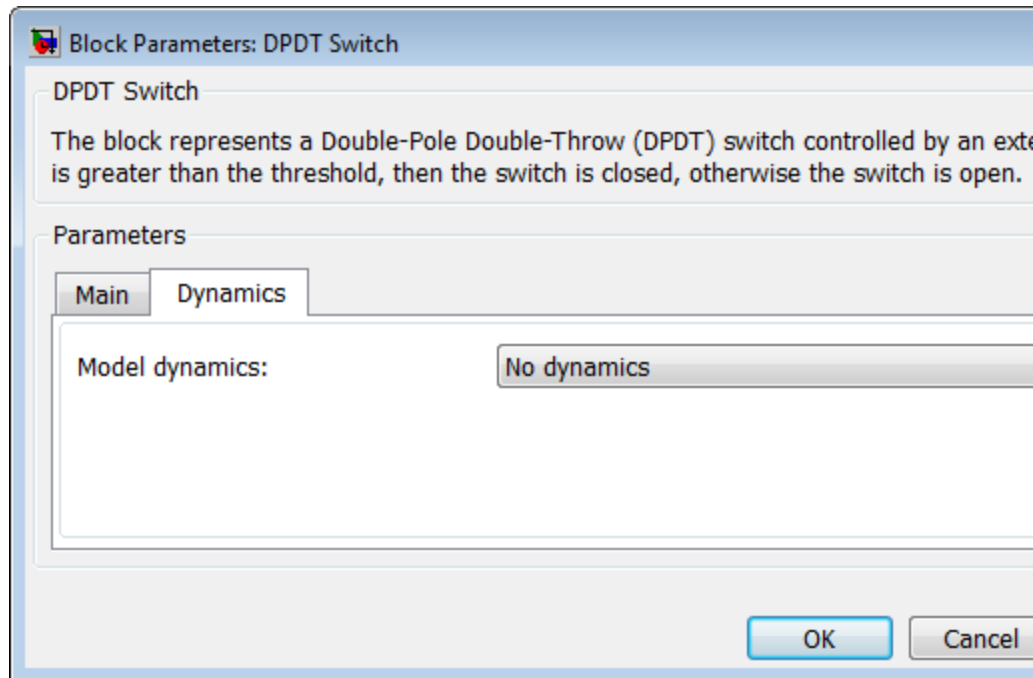 Block Parameters: DPDT Switch
DPDT Switch
The block represents a Double-Pole Double-Throw (DPDT) switch controlled by an exte
is greater than the threshold, then the switch is closed, otherwise the switch is open.
Parameters
Main Dynamics
Model dynamics: No dynamics
OK Cancel